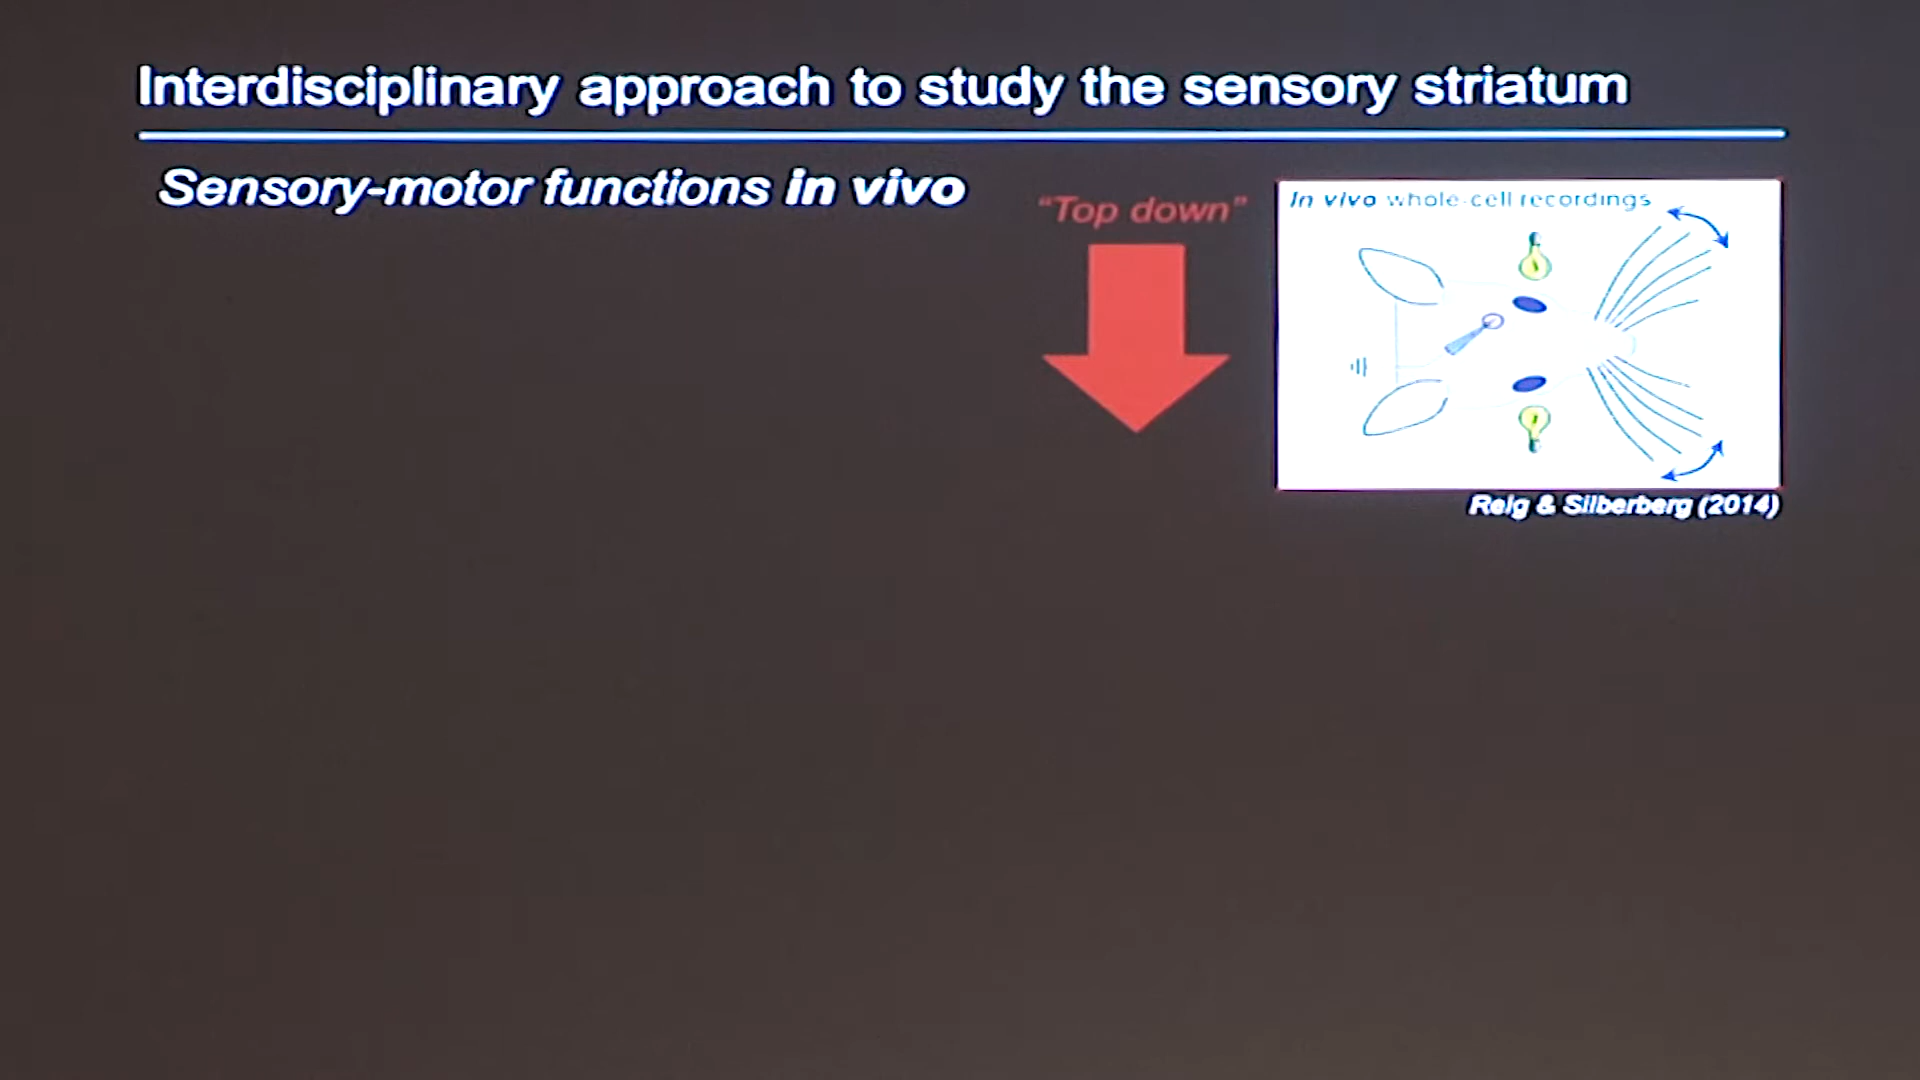 Interdisciplinary approach to study the sensory striatum
Sensory-motor functions in vivo
"Top down"
In vivo whole-cell recordings
Reig & Silberberg (2014)